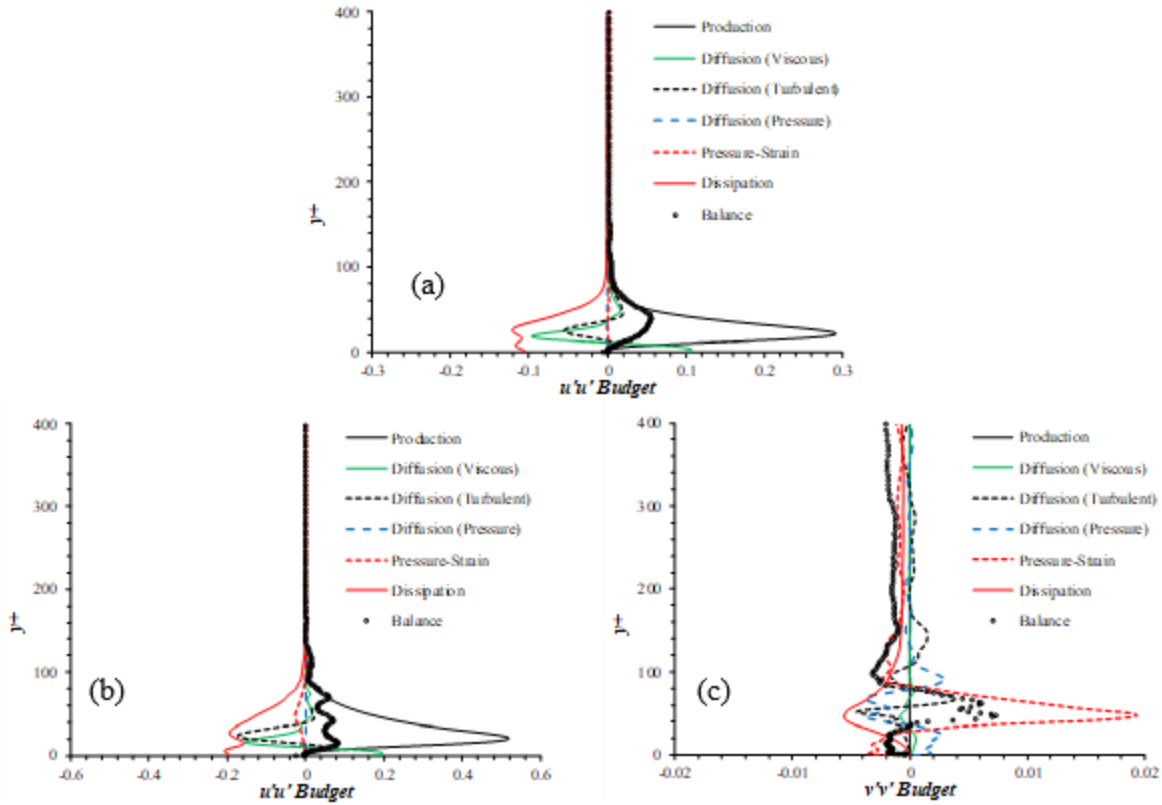 400
300
200
100
0
y+
Production
Diffusion (Viscous)
Diffusion (Turbulent)
Diffusion (Pressure)
Pressure-Strain
Dissipation
Balance
(a)
-0.3 -0.2 -0.1 0 0.1 0.2 0.3
u'u' Budget
400
300
200
100
0
y+
Production
Diffusion (Viscous)
Diffusion (Turbulent)
Diffusion (Pressure)
Pressure-Strain
Dissipation
Balance
(b)
-0.6 -0.4 -0.2 0 0.2 0.4 0.6
u'u' Budget
400
300
200
100
0
y+
Production
Diffusion (Viscous)
Diffusion (Turbulent)
Diffusion (Pressure)
Pressure-Strain
Dissipation
Balance
(c)
-0.02 -0.01 0 0.01 0.02
v'v' Budget